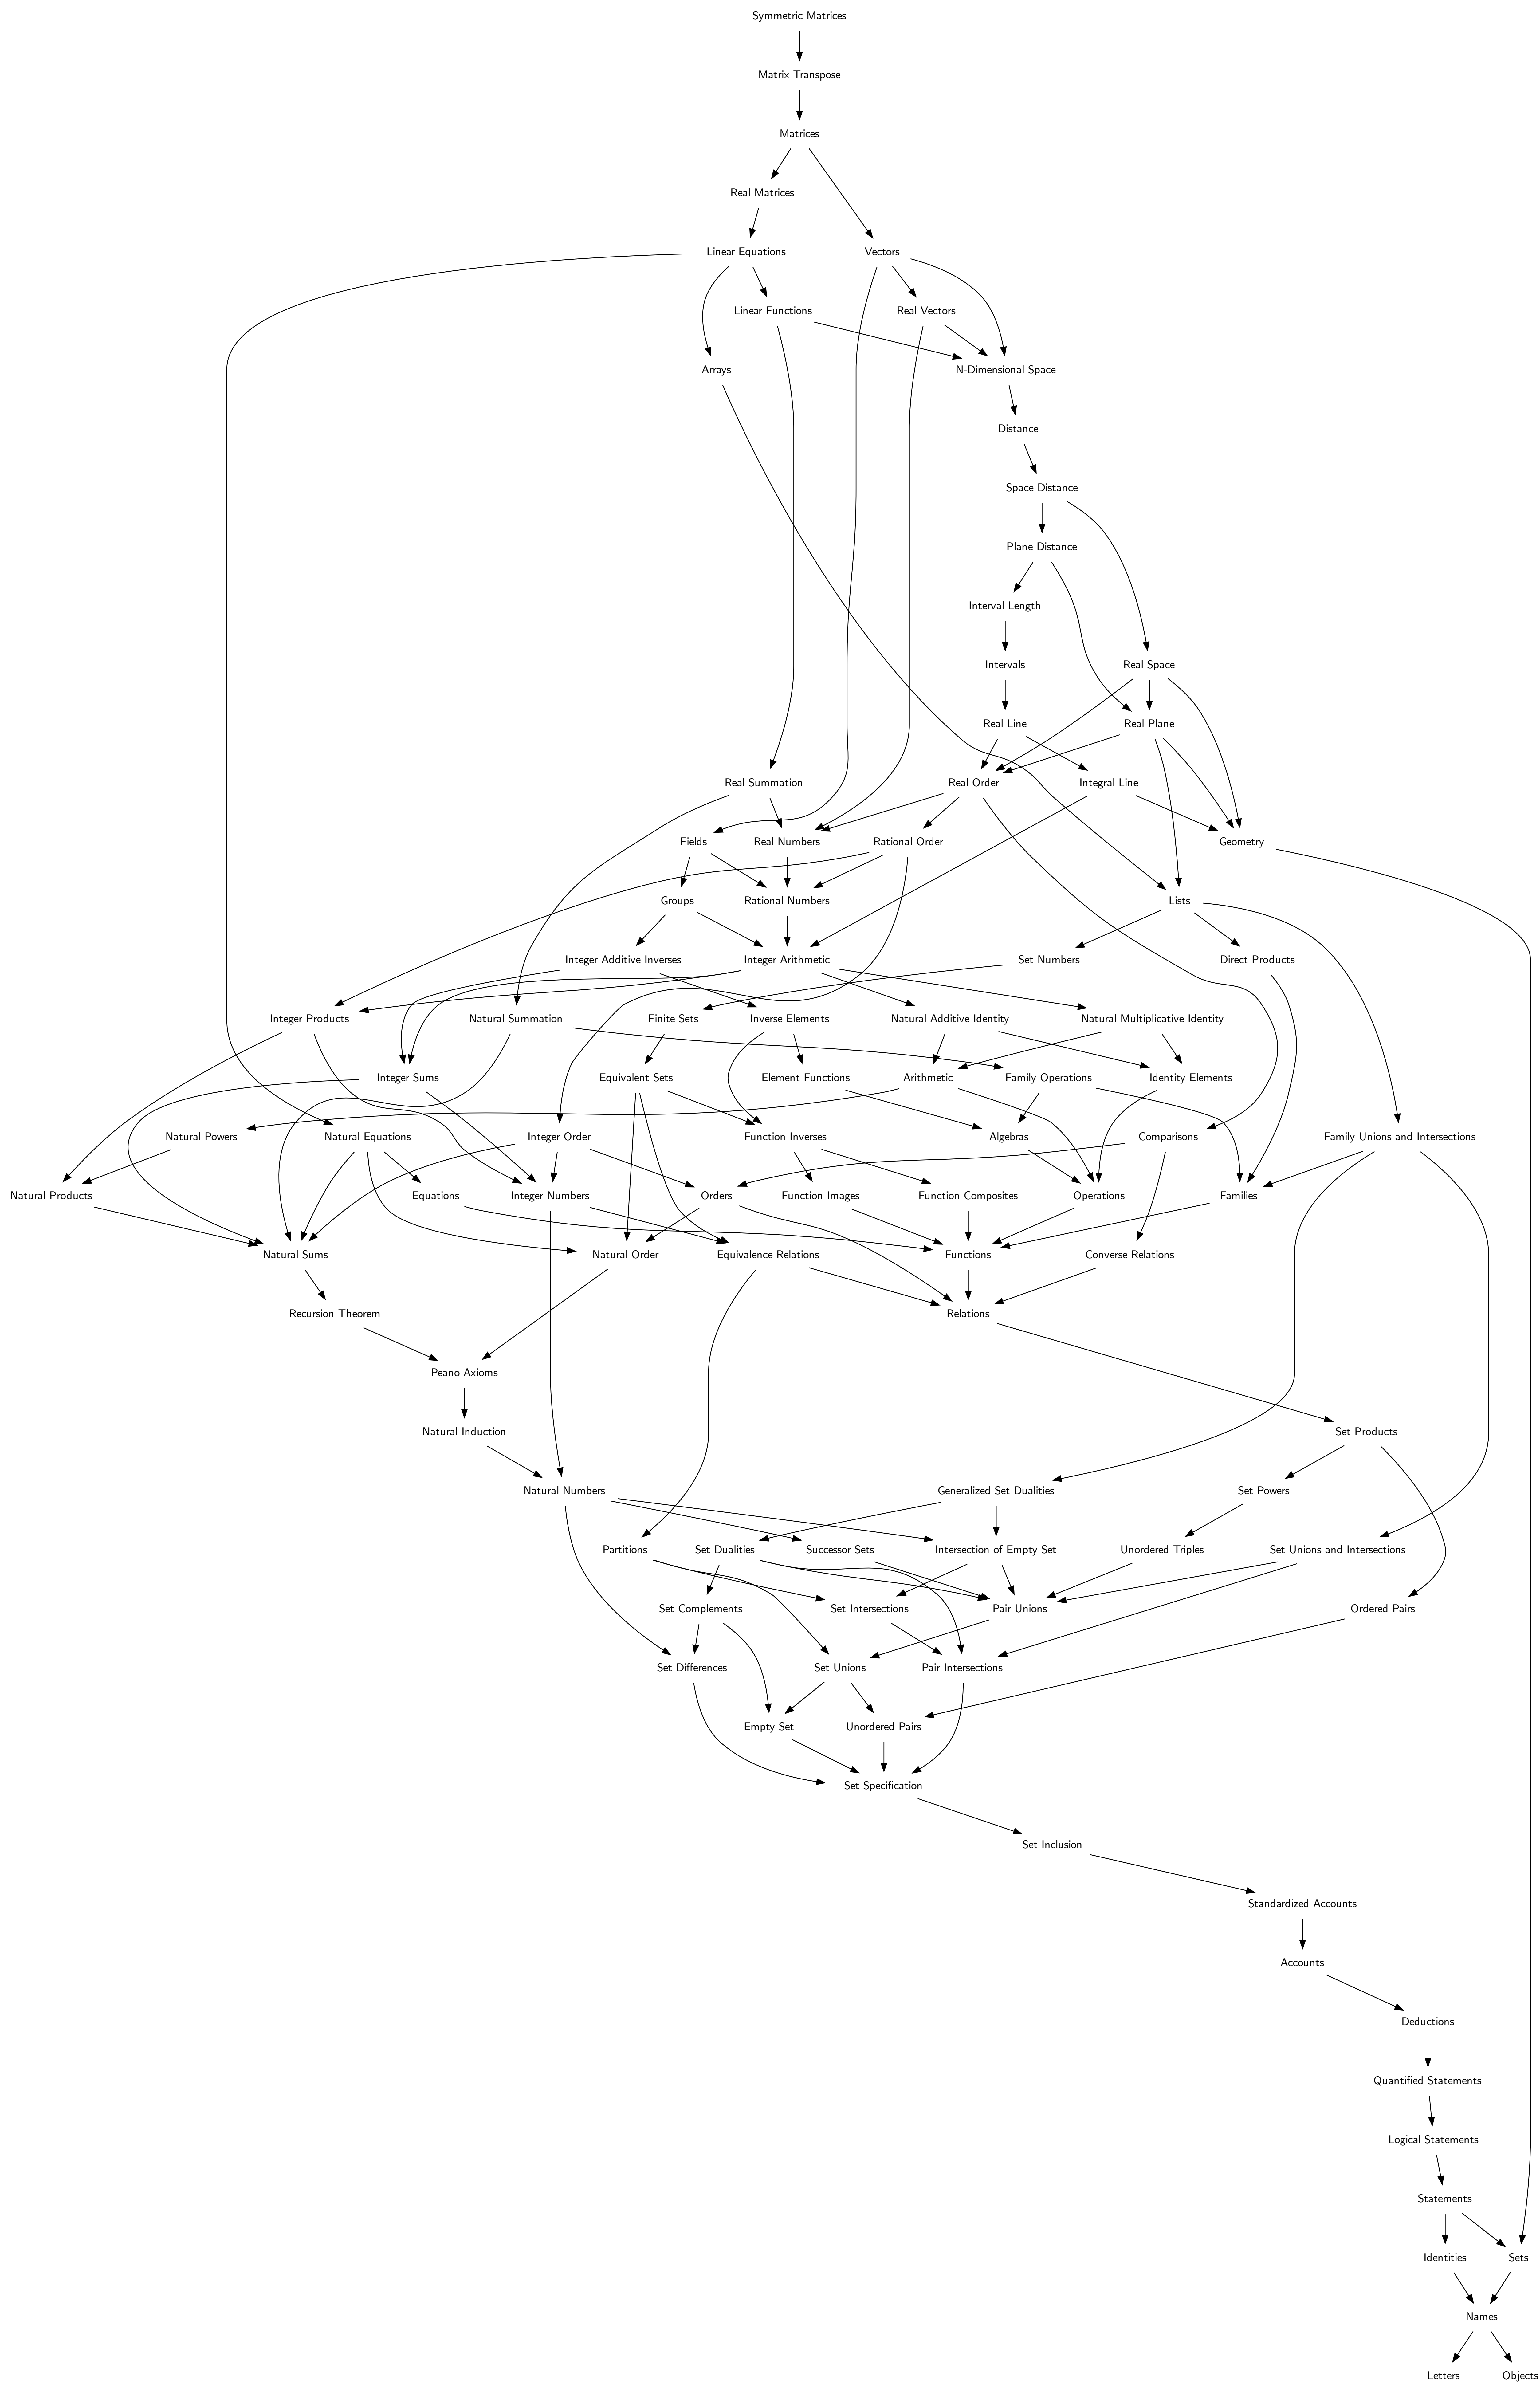 Symmetric Matrices
Matrix Transpose
Matrices
Real Matrices
Linear Equations
Vectors
Linear Functions
Real Vectors
Arrays
N-Dimensional Space
Distance
Space Distance
Plane Distance
Interval Length
Intervals
Real Space
Real Line
Real Plane
Real Summation
Real Order
Integral Line
Fields
Real Numbers
Rational Order
Geometry
Groups
Rational Numbers
Lists
Integer Additive Inverses
Integer Arithmetic
Set Numbers
Direct Products
Integer Products
Natural Summation
Finite Sets
Inverse Elements
Natural Additive Identity
Natural Multiplicative Identity
Integer Sums
Equivalent Sets
Element Functions
Arithmetic
Family Operations
Identity Elements
Natural Powers
Natural Equations
Integer Order
Function Inverses
Algebras
Comparisons
Family Unions and Intersections
Natural Products
Equations
Integer Numbers
Orders
Function Images
Function Composites
Operations
Families
Natural Sums
Natural Order
Equivalence Relations
Functions
Converse Relations
Recursion Theorem
Relations
Peano Axioms
Natural Induction
Set Products
Natural Numbers
Generalized Set Dualities
Set Powers
Partitions
Set Dualities
Successor Sets
Intersection of Empty Set
Unordered Triples
Set Unions and Intersections
Set Complements
Set Intersections
Pair Unions
Ordered Pairs
Set Differences
Set Unions
Pair Intersections
Empty Set
Unordered Pairs
Set Specification
Set Inclusion
Standardized Accounts
Accounts
Deductions
Quantified Statements
Logical Statements
Statements
Identities
Sets
Names
Letters
Objects